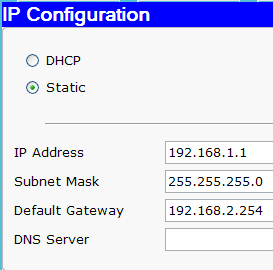 IP Configuration
DHCP
Static
IP Address 192.168.1.1
Subnet Mask 255.255.255.0
Default Gateway 192.168.2.254
DNS Server